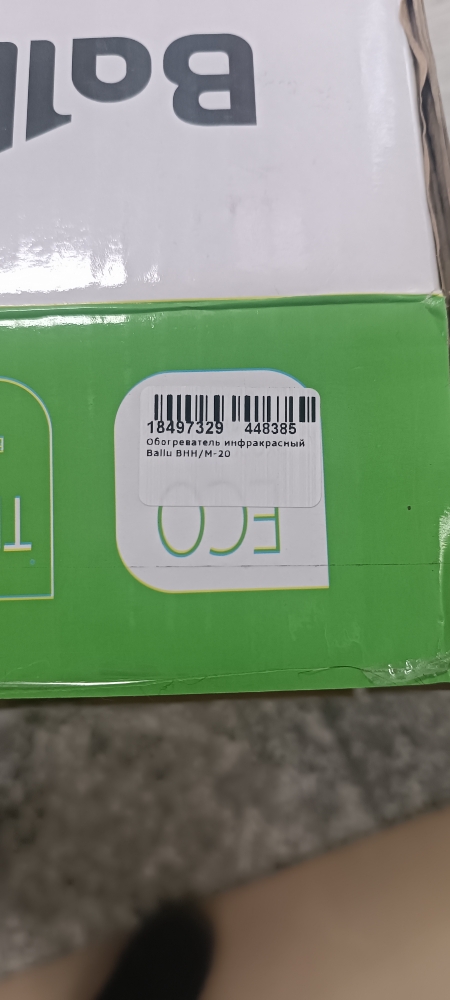 Ball
18497329 448385
Обогреватель инфракрасный
Ballu BHH/M-20
ECO
T